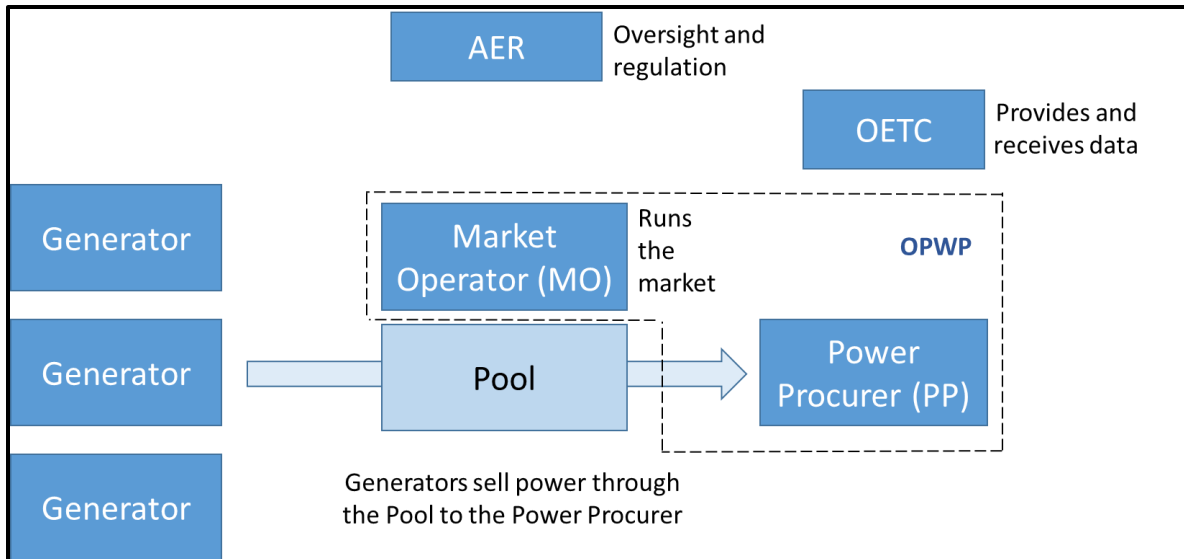 AER
Oversight and
regulation
OETC
Provides and
receives data
Generator
Market
Operator (MO)
Runs
the
market
OPWP
Generator
Pool
Power
Procurer (PP)
Generator
Generators sell power through
the Pool to the Power Procurer